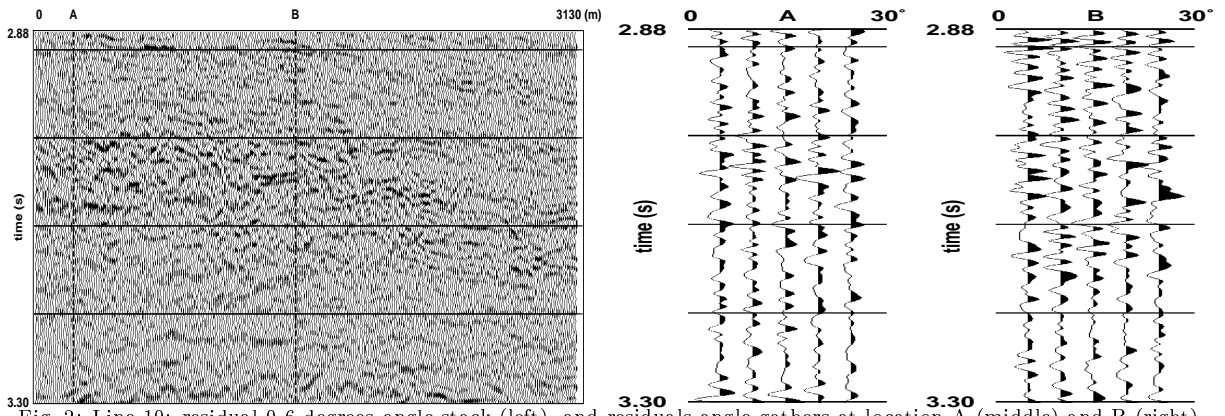 0 A B 3130 (m)
2.88
time (s)
3.30
0 A 30°
2.88
time (s)
3.30
0 B 30°
2.88
time (s)
3.30
Fig. 2: Line 10: residual 0-6 degrees angle stack (left), and residuals angle gathers at location A (middle) and B (right)